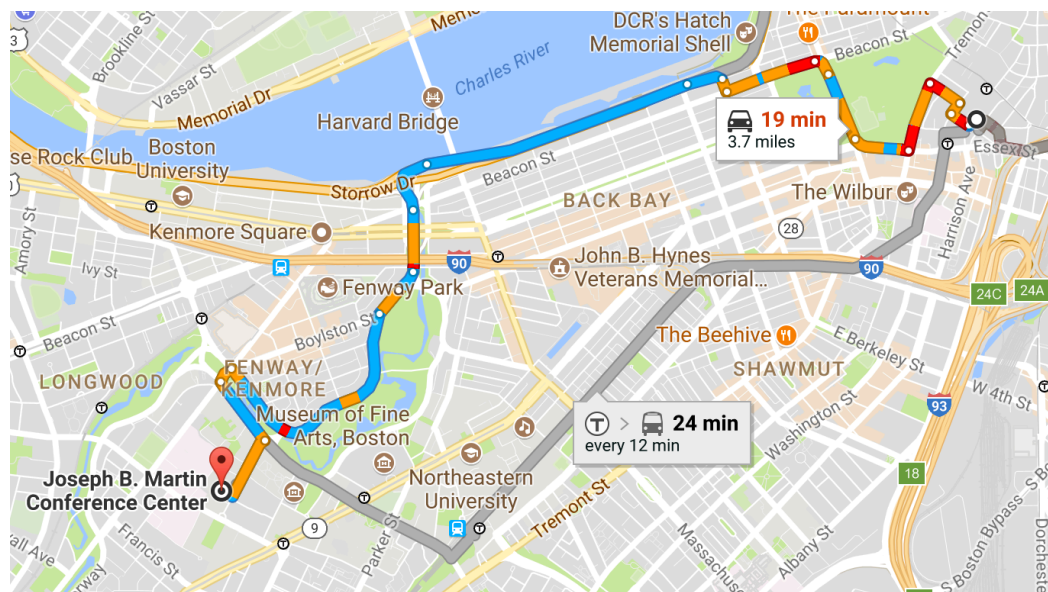 DCR's Hatch
Memorial Shell
The Paramount
Beacon St
Tremont
3
Brookline St
Vassar St
Memorial Dr
Charles River
Harvard Bridge
19 min
3.7 miles
Essex St
se Rock Club
Boston
University
Storrow Dr
Beacon St
BACK BAY
The Wilbur
28
Harrison Ave
Amory St
Kenmore Square
Ivy St
90
John B. Hynes
Veterans Memorial...
90
24C
24A
Fenway Park
Beacon St
Boylston St
The Beehive
E Berkeley St
SHAWMUT
LONGWOOD
FENWAY/
KENMORE
W 4th St
93
Museum of Fine
Arts, Boston
T > 24 min
every 12 min
Washington St
Joseph B. Martin
Conference Center
Northeastern
University
Tremont St
18
9
Parker St
Francis St
Albany St
S Boston Bypass
Dorchester